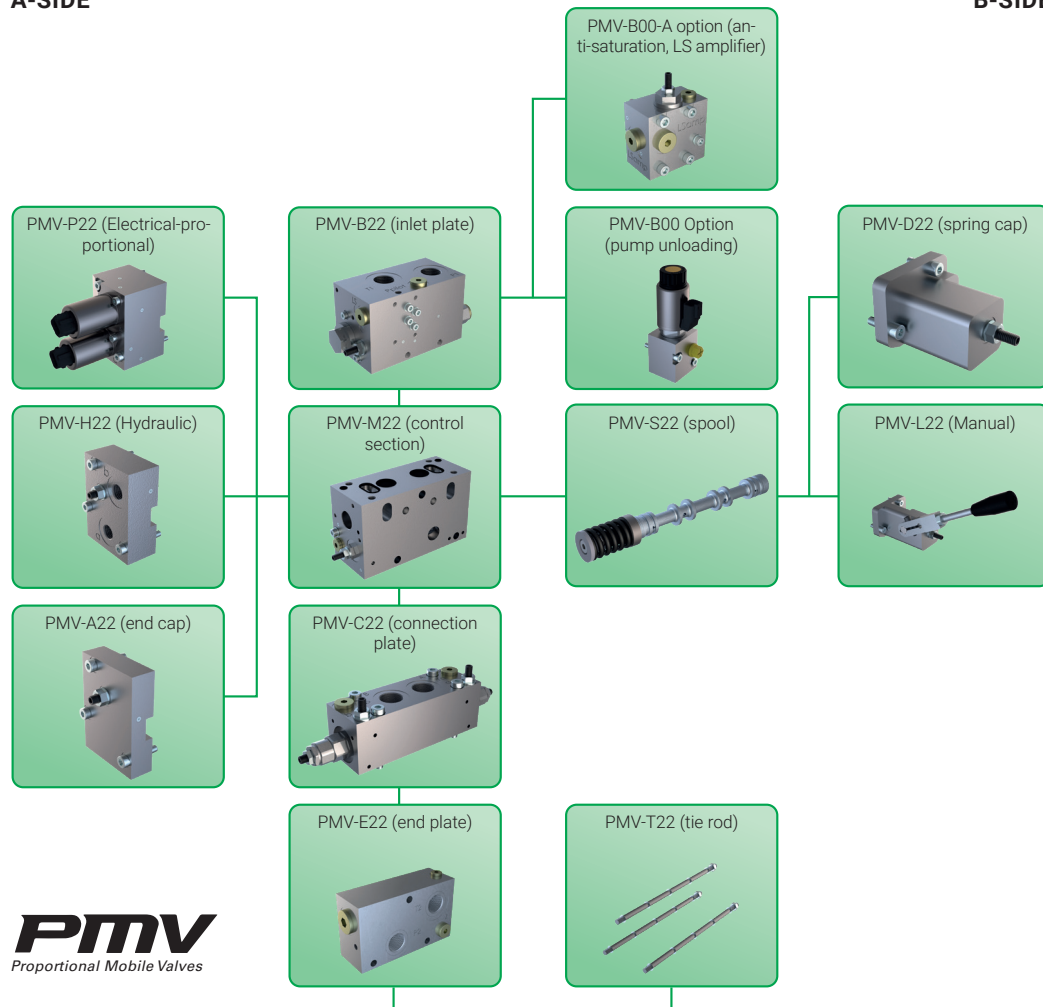 A-SIDE
B-SIDE
PMV-B00-A option (an-
ti-saturation, LS amplifier)
PMV-P22 (Electrical-pro-
portional)
PMV-B22 (inlet plate)
PMV-B00 Option
(pump unloading)
PMV-D22 (spring cap)
PMV-H22 (Hydraulic)
PMV-M22 (control
section)
PMV-S22 (spool)
PMV-L22 (Manual)
PMV-A22 (end cap)
PMV-C22 (connection
plate)
PMV-E22 (end plate)
PMV-T22 (tie rod)
PMV
Proportional Mobile Valves